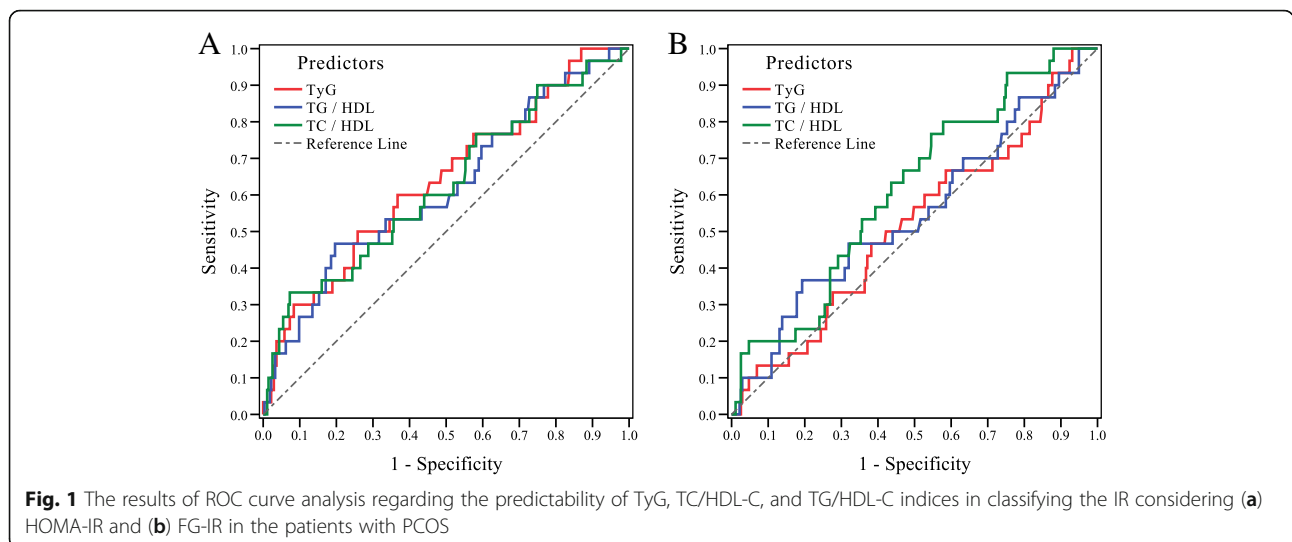 A
Predictors
TyG
TG / HDL
TC / HDL
Reference Line
Sensitivity
1.0
0.9
0.8
0.7
0.6
0.5
0.4
0.3
0.2
0.1
0.0
0.0 0.1 0.2 0.3 0.4 0.5 0.6 0.7 0.8 0.9 1.0
1 - Specificity
B
Predictors
TyG
TG / HDL
TC / HDL
Reference Line
Sensitivity
1.0
0.9
0.8
0.7
0.6
0.5
0.4
0.3
0.2
0.1
0.0
0.0 0.1 0.2 0.3 0.4 0.5 0.6 0.7 0.8 0.9 1.0
1 - Specificity
Fig. 1 The results of ROC curve analysis regarding the predictability of TyG, TC/HDL-C, and TG/HDL-C indices in classifying the IR considering (a)
HOMA-IR and (b) FG-IR in the patients with PCOS